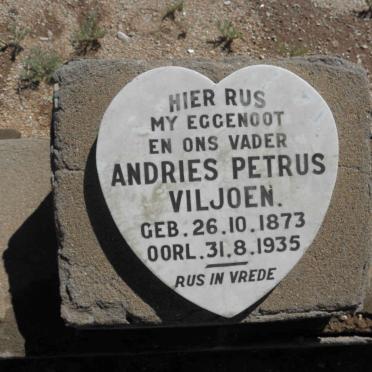 HIER RUS
MY EGGENOOT
EN ONS VADER
ANDRIES PETRUS
VILJOEN.
GEB. 26.10.1873
OORL. 31.8.1935
RUS IN VREDE